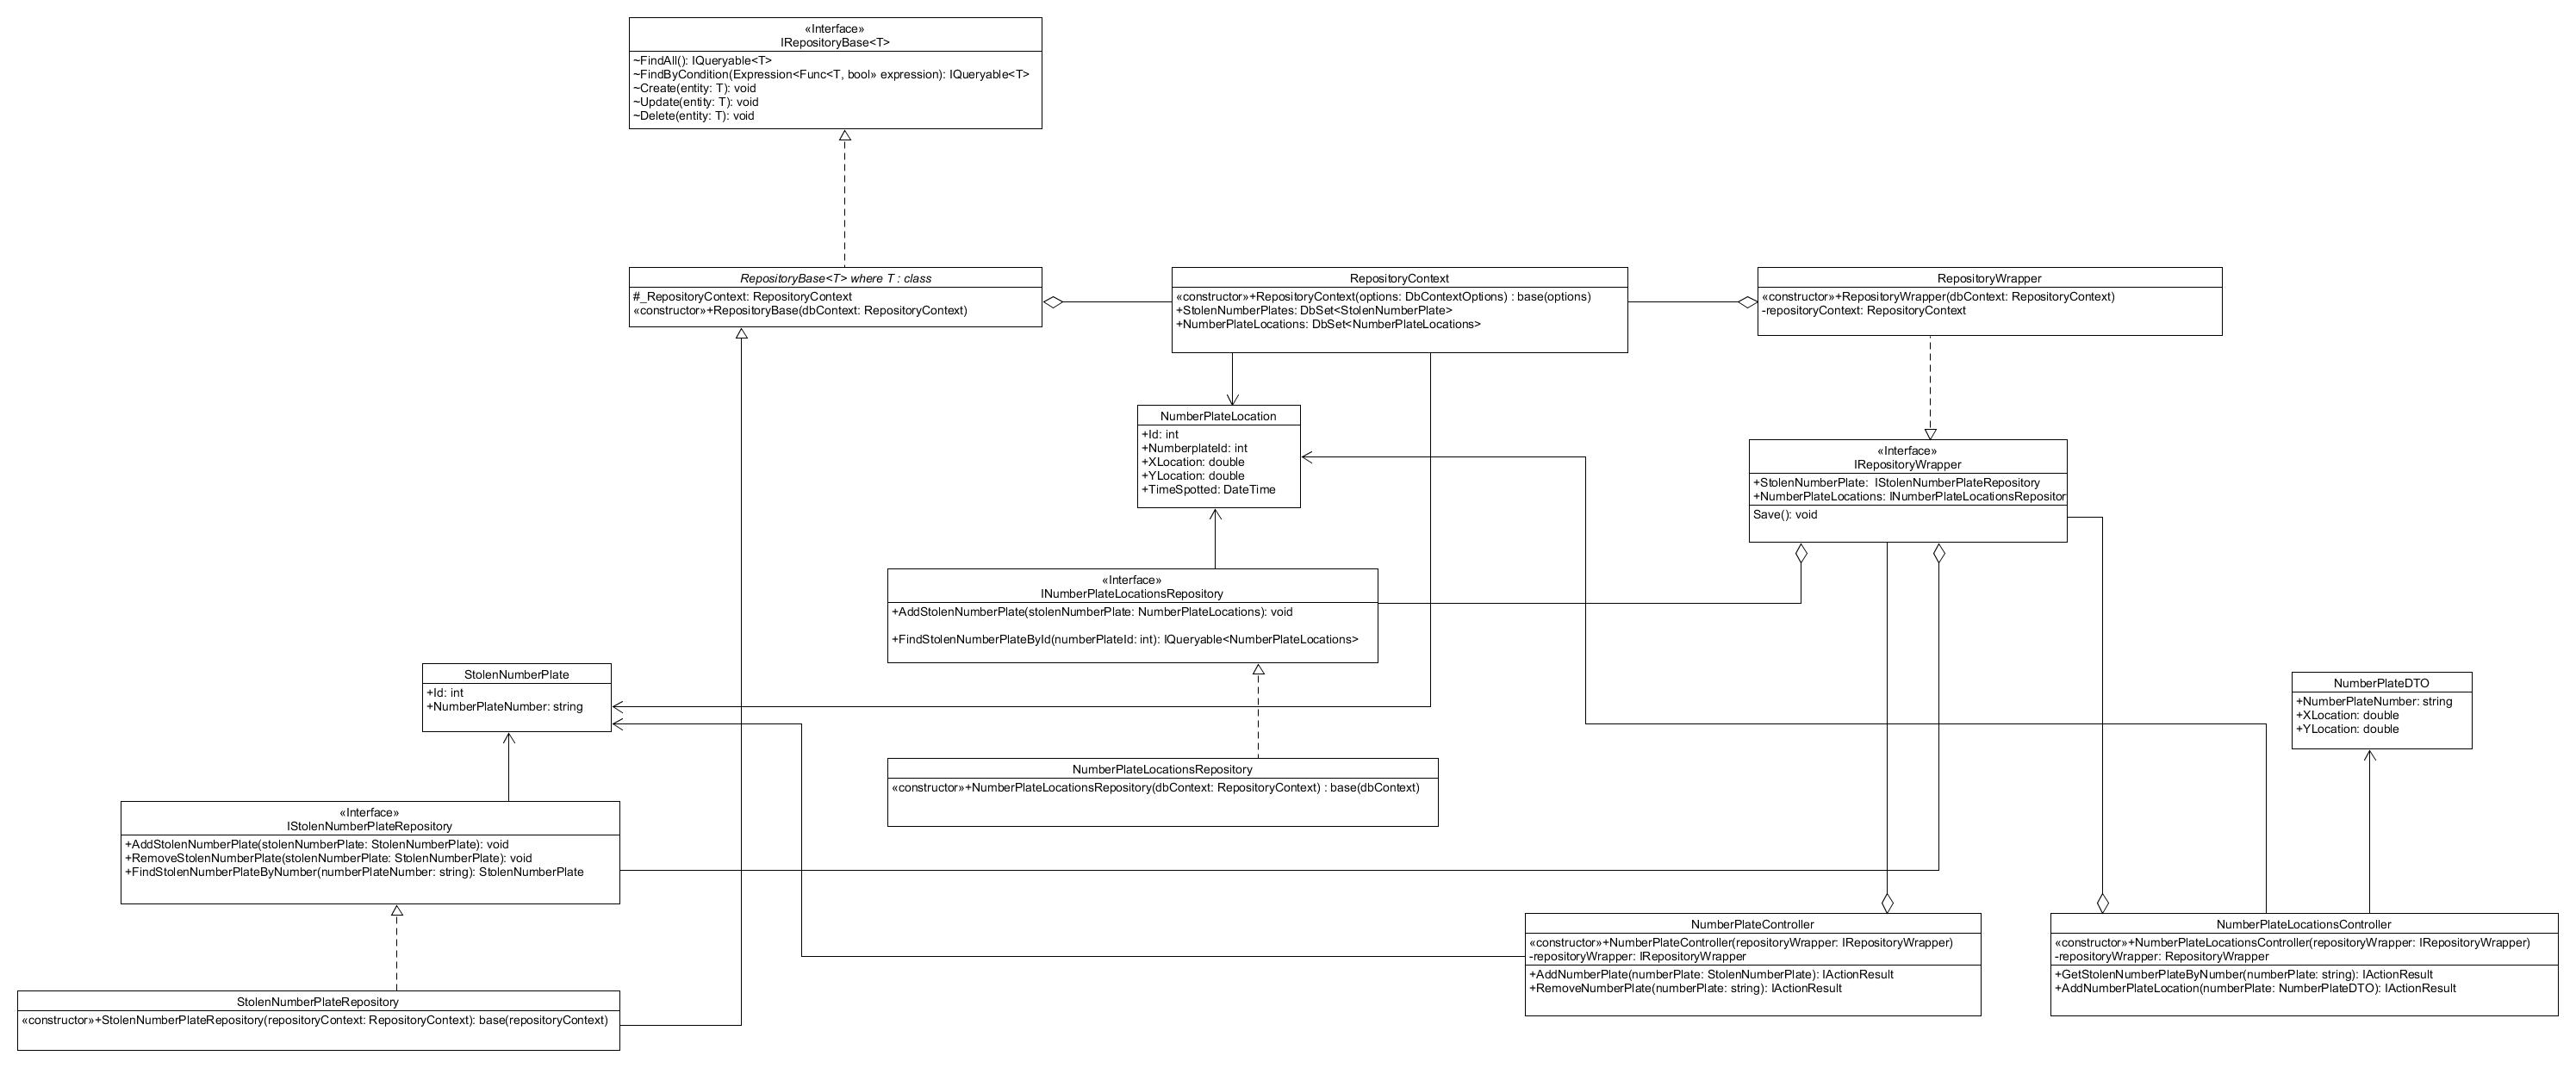 «Interface»
IRepositoryBase<T>
~FindAll(): IQueryable<T>
~FindByCondition(Expression<Func<T, bool» expression): IQueryable<T>
~Create(entity: T): void
~Update(entity: T): void
~Delete(entity: T): void
RepositoryBase<T> where T : class
#_RepositoryContext: RepositoryContext
«constructor»+RepositoryBase(dbContext: RepositoryContext)
RepositoryContext
«constructor»+RepositoryContext(options: DbContextOptions) : base(options)
+StolenNumberPlates: DbSet<StolenNumberPlate>
+NumberPlateLocations: DbSet<NumberPlateLocations>
RepositoryWrapper
«constructor»+RepositoryWrapper(dbContext: RepositoryContext)
-repositoryContext: RepositoryContext
NumberPlateLocation
+Id: int
+NumberplateId: int
+XLocation: double
+YLocation: double
+TimeSpotted: DateTime
«Interface»
IRepositoryWrapper
+StolenNumberPlate:  IStolenNumberPlateRepository
+NumberPlateLocations: INumberPlateLocationsRepositor
Save(): void
«Interface»
INumberPlateLocationsRepository
+AddStolenNumberPlate(stolenNumberPlate: NumberPlateLocations): void
+FindStolenNumberPlateById(numberPlateId: int): IQueryable<NumberPlateLocations>
StolenNumberPlate
+Id: int
+NumberPlateNumber: string
NumberPlateDTO
+NumberPlateNumber: string
+XLocation: double
+YLocation: double
NumberPlateLocationsRepository
«constructor»+NumberPlateLocationsRepository(dbContext: RepositoryContext) : base(dbContext)
«Interface»
IStolenNumberPlateRepository
+AddStolenNumberPlate(stolenNumberPlate: StolenNumberPlate): void
+RemoveStolenNumberPlate(stolenNumberPlate: StolenNumberPlate): void
+FindStolenNumberPlateByNumber(numberPlateNumber: string): StolenNumberPlate
NumberPlateController
«constructor»+NumberPlateController(repositoryWrapper: IRepositoryWrapper)
-repositoryWrapper: IRepositoryWrapper
+AddNumberPlate(numberPlate: StolenNumberPlate): IActionResult
+RemoveNumberPlate(numberPlate: string): IActionResult
NumberPlateLocationsController
«constructor»+NumberPlateLocationsController(repositoryWrapper: IRepositoryWrapper)
-repositoryWrapper: RepositoryWrapper
+GetStolenNumberPlateByNumber(numberPlate: string): IActionResult
+AddNumberPlateLocation(numberPlate: NumberPlateDTO): IActionResult
StolenNumberPlateRepository
«constructor»+StolenNumberPlateRepository(repositoryContext: RepositoryContext): base(repositoryContext)